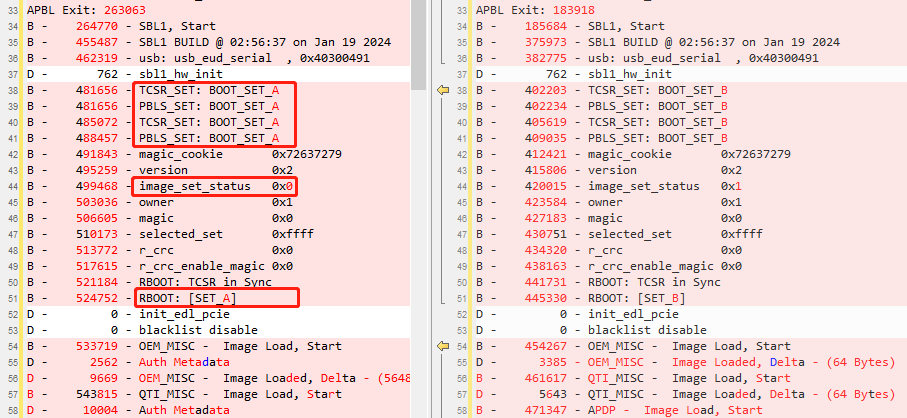 33 APBL Exit: 263063
34 B - 264770 - SBL1, Start
35 B - 455487 - SBL1 BUILD @ 02:56:37 on Jan 19 2024
36 B - 462319 - usb: usb_eud_serial , 0x40300491
37 D - 762 - sbl1_hw_init
38 B - 481656 - TCSR_SET: BOOT_SET_A
39 B - 481656 - PBLS_SET: BOOT_SET_A
40 B - 485072 - TCSR_SET: BOOT_SET_A
41 B - 488457 - PBLS_SET: BOOT_SET_A
42 B - 491843 - magic_cookie 0x72637279
43 B - 495259 - version 0x2
44 B - 499468 - image_set_status 0x0
45 B - 503036 - owner 0x1
46 B - 506605 - magic 0x0
47 B - 510173 - selected_set 0xffff
48 B - 513772 - r_crc 0x0
49 B - 517615 - r_crc_enable_magic 0x0
50 B - 521184 - RBOOT: TCSR in Sync
51 B - 524752 - RBOOT: [SET_A]
52 D - 0 - init_edl_pcie
53 D - 0 - blacklist disable
54 B - 533719 - OEM_MISC - Image Load, Start
55 D - 2562 - Auth Metadata
56 D - 9669 - OEM_MISC - Image Loaded, Delta - (5648
57 B - 543815 - QTI_MISC - Image Load, Start
58 D - 10004 - Auth Metadata
33 APBL Exit: 183918
34 B - 185684 - SBL1, Start
35 B - 375973 - SBL1 BUILD @ 02:56:37 on Jan 19 2024
36 B - 382775 - usb: usb_eud_serial , 0x40300491
37 D - 762 - sbl1_hw_init
38 B - 402203 - TCSR_SET: BOOT_SET_B
39 B - 402234 - PBLS_SET: BOOT_SET_B
40 B - 405619 - TCSR_SET: BOOT_SET_B
41 B - 409035 - PBLS_SET: BOOT_SET_B
42 B - 412421 - magic_cookie 0x72637279
43 B - 415806 - version 0x2
44 B - 420015 - image_set_status 0x1
45 B - 423584 - owner 0x1
46 B - 427183 - magic 0x0
47 B - 430751 - selected_set 0xffff
48 B - 434320 - r_crc 0x0
49 B - 438163 - r_crc_enable_magic 0x0
50 B - 441731 - RBOOT: TCSR in Sync
51 B - 445330 - RBOOT: [SET_B]
52 D - 0 - init_edl_pcie
53 D - 0 - blacklist disable
54 B - 454267 - OEM_MISC - Image Load, Start
55 D - 3385 - OEM_MISC - Image Loaded, Delta - (64 Bytes)
56 B - 461617 - QTI_MISC - Image Load, Start
57 D - 5643 - QTI_MISC - Image Loaded, Delta - (64 Bytes)
58 B - 471347 - APDP - Image Load, Start